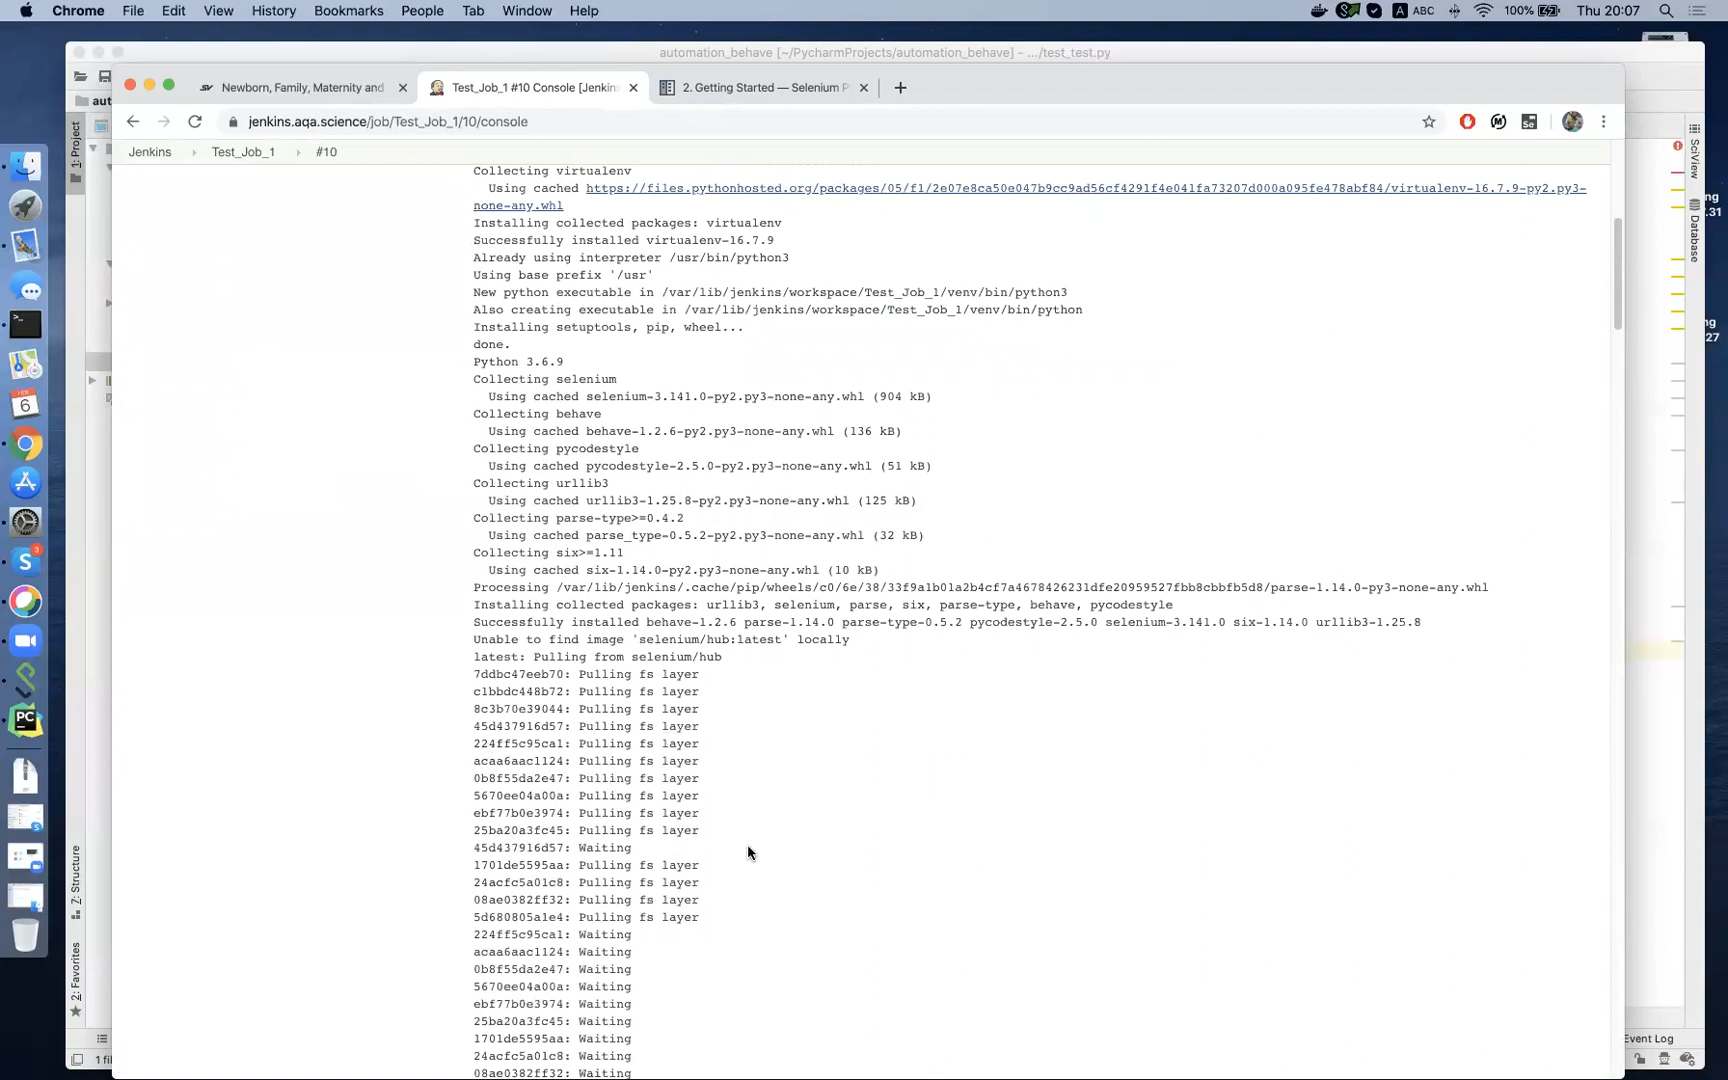 Chrome File Edit View History Bookmarks People Tab Window Help
ABC 100% Thu 20:07
automation_behave [~/PycharmProjects/automation_behave] - .../test_test.py
Newborn, Family, Maternity and
Test_Job_1 #10 Console [Jenkins
2. Getting Started — Selenium P
jenkins.aqa.science/job/Test_Job_1/10/console
Jenkins Test_Job_1 #10
Collecting virtualenv
Using cached https://files.pythonhosted.org/packages/05/f1/2e07e8ca50e047b9cc9ad56cf4291f4e041fa73207d000a095fe478abf84/virtualenv-16.7.9-py2.py3-
none-any.whl
Installing collected packages: virtualenv
Successfully installed virtualenv-16.7.9
Already using interpreter /usr/bin/python3
Using base prefix '/usr'
New python executable in /var/lib/jenkins/workspace/Test_Job_1/venv/bin/python3
Also creating executable in /var/lib/jenkins/workspace/Test_Job_1/venv/bin/python
Installing setuptools, pip, wheel...
done.
Python 3.6.9
Collecting selenium
Using cached selenium-3.141.0-py2.py3-none-any.whl (904 kB)
Collecting behave
Using cached behave-1.2.6-py2.py3-none-any.whl (136 kB)
Collecting pycodestyle
Using cached pycodestyle-2.5.0-py2.py3-none-any.whl (51 kB)
Collecting urllib3
Using cached urllib3-1.25.8-py2.py3-none-any.whl (125 kB)
Collecting parse-type>=0.4.2
Using cached parse_type-0.5.2-py2.py3-none-any.whl (32 kB)
Collecting six>=1.11
Using cached six-1.14.0-py2.py3-none-any.whl (10 kB)
Processing /var/lib/jenkins/.cache/pip/wheels/c0/6e/38/33f9a1b01a2b4cf7a4678426231dfe20959527fbb8cbbfb5d8/parse-1.14.0-py3-none-any.whl
Installing collected packages: urllib3, selenium, parse, six, parse-type, behave, pycodestyle
Successfully installed behave-1.2.6 parse-1.14.0 parse-type-0.5.2 pycodestyle-2.5.0 selenium-3.141.0 six-1.14.0 urllib3-1.25.8
Unable to find image 'selenium/hub:latest' locally
latest: Pulling from selenium/hub
7ddbc47eeb70: Pulling fs layer
c1bbdc448b72: Pulling fs layer
8c3b70e39044: Pulling fs layer
45d437916d57: Pulling fs layer
224ff5c95ca1: Pulling fs layer
acaa6aac1124: Pulling fs layer
0b8f55da2e47: Pulling fs layer
5670ee04a00a: Pulling fs layer
ebf77b0e3974: Pulling fs layer
25ba20a3fc45: Pulling fs layer
45d437916d57: Waiting
1701de5595aa: Pulling fs layer
24acfc5a01c8: Pulling fs layer
08ae0382ff32: Pulling fs layer
5d680805a1e4: Pulling fs layer
224ff5c95ca1: Waiting
acaa6aac1124: Waiting
0b8f55da2e47: Waiting
5670ee04a00a: Waiting
ebf77b0e3974: Waiting
25ba20a3fc45: Waiting
1701de5595aa: Waiting
24acfc5a01c8: Waiting
08ae0382ff32: Waiting
1: Project
7: Structure
2: Favorites
SciView
Database
Event Log